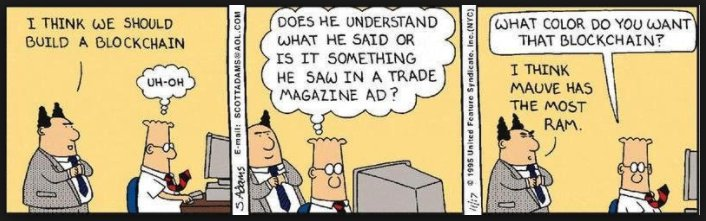 I THINK WE SHOULD
BUILD A BLOCKCHAIN
UH-OH
E-mail: SCOTTADAMS@AOL.COM
DOES HE UNDERSTAND
WHAT HE SAID OR
IS IT SOMETHING
HE SAW IN A TRADE
MAGAZINE AD?
S.Adams
11/17 © 1995 United Feature Syndicate, Inc.(NYC)
WHAT COLOR DO YOU WANT
THAT BLOCKCHAIN?
I THINK
MAUVE HAS
THE MOST
RAM.